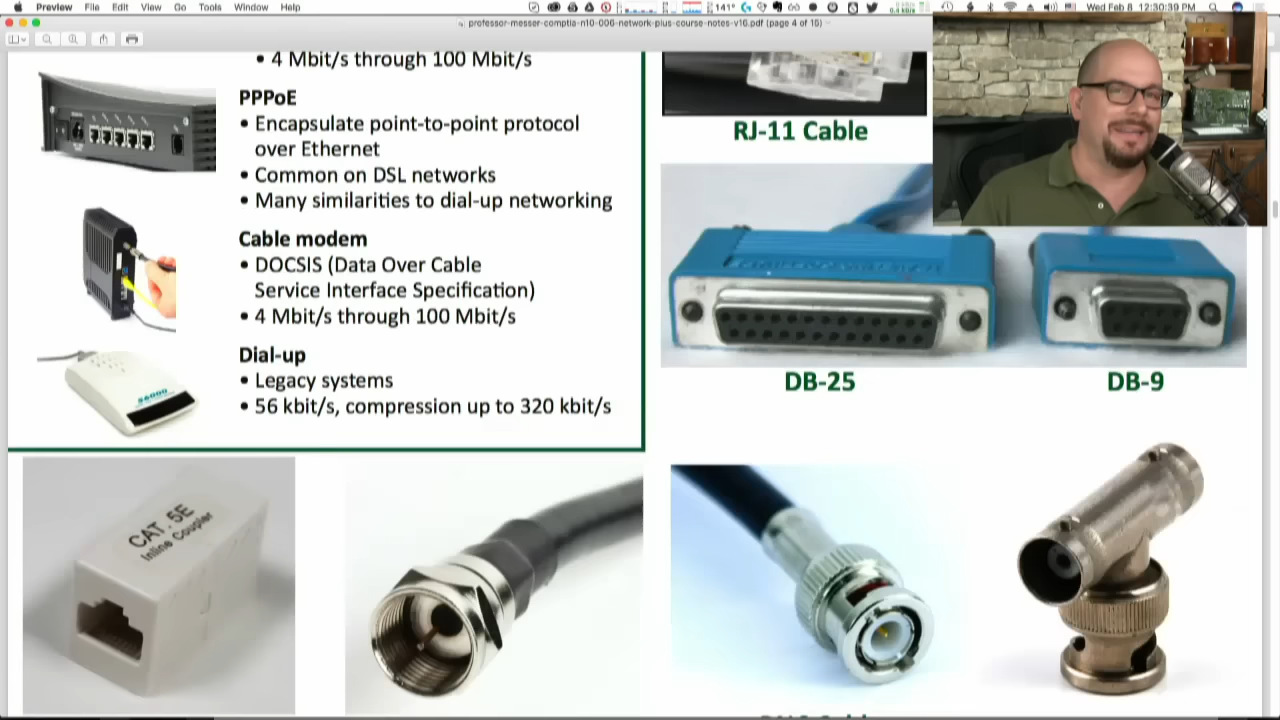 Preview File Edit View Go Tools Window Help
141°
0.0 kB/s
Wed Feb 8 12:30:39 PM
professor-messer-comptia-n10-006-network-plus-course-notes-v16.pdf (page 4 of 15)
• 4 Mbit/s through 100 Mbit/s
PPPoE
• Encapsulate point-to-point protocol
over Ethernet
• Common on DSL networks
• Many similarities to dial-up networking
Cable modem
• DOCSIS (Data Over Cable
Service Interface Specification)
• 4 Mbit/s through 100 Mbit/s
Dial-up
• Legacy systems
• 56 kbit/s, compression up to 320 kbit/s
RJ-11 Cable
DB-25
DB-9
CAT. 5E
Inline Coupler